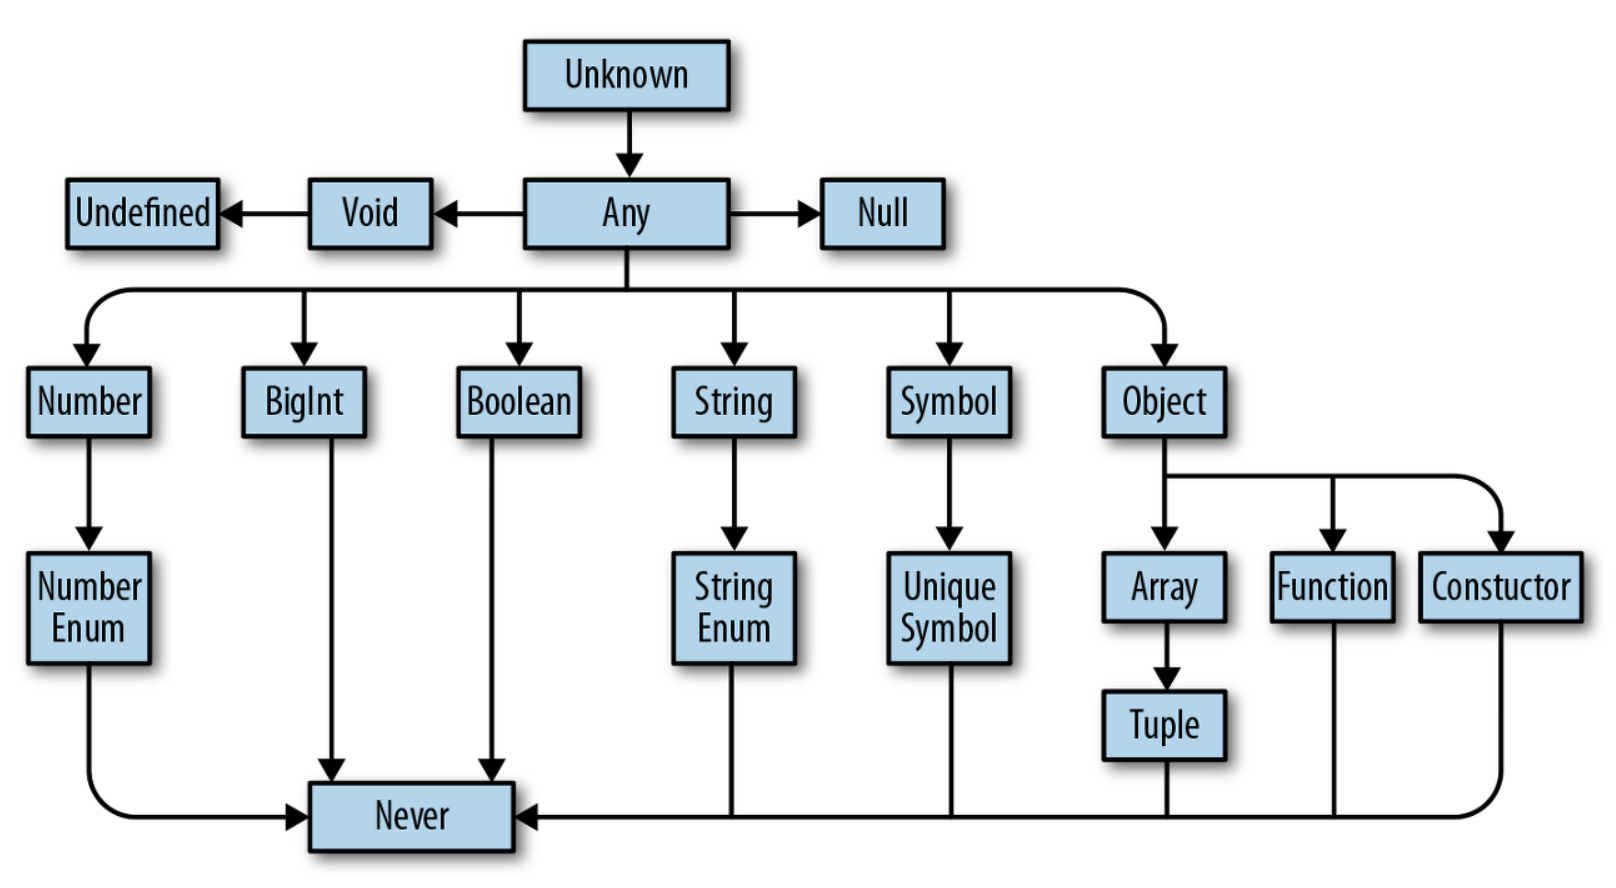 Unknown
Undefined
Void
Any
Null
Number
BigInt
Boolean
String
Symbol
Object
Number
Enum
String
Enum
Unique
Symbol
Array
Function
Constuctor
Tuple
Never